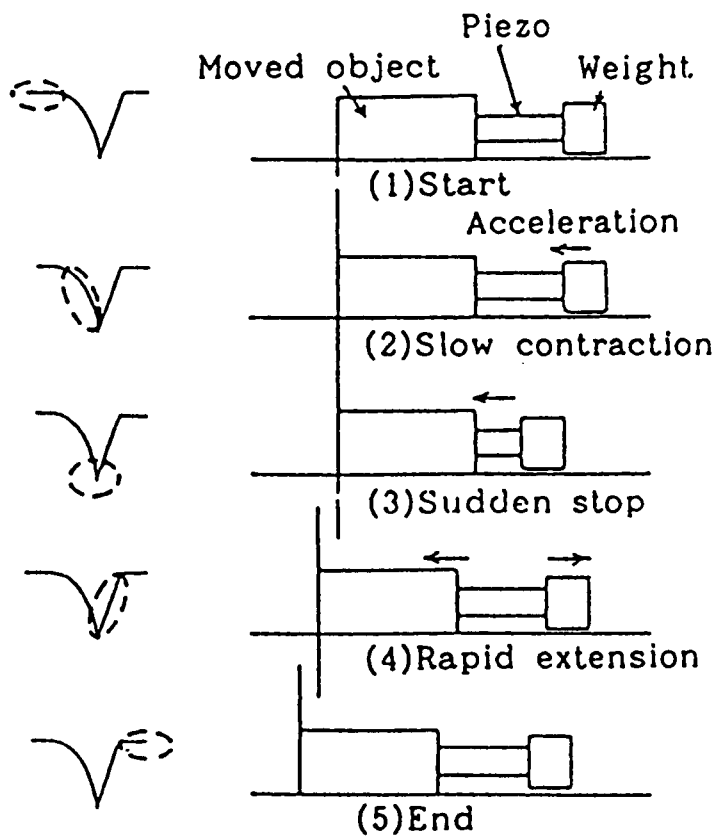 Piezo
Moved object
Weight
(1)Start
Acceleration
(2)Slow contraction
(3)Sudden stop
(4)Rapid extension
(5)End